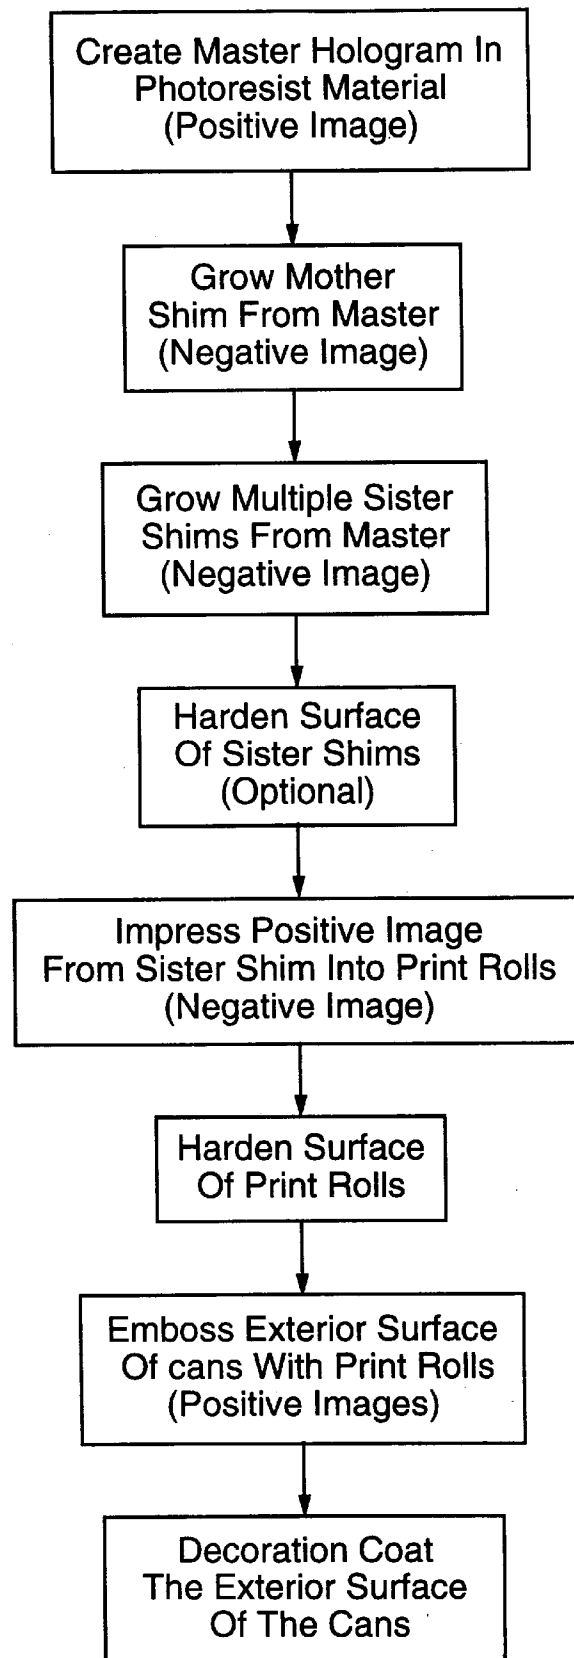 Create Master Hologram In
Photoresist Material
(Positive Image)
Grow Mother
Shim From Master
(Negative Image)
Grow Multiple Sister
Shims From Master
(Negative Image)
Harden Surface
Of Sister Shims
(Optional)
Impress Positive Image
From Sister Shim Into Print Rolls
(Negative Image)
Harden Surface
Of Print Rolls
Emboss Exterior Surface
Of cans With Print Rolls
(Positive Images)
Decoration Coat
The Exterior Surface
Of The Cans